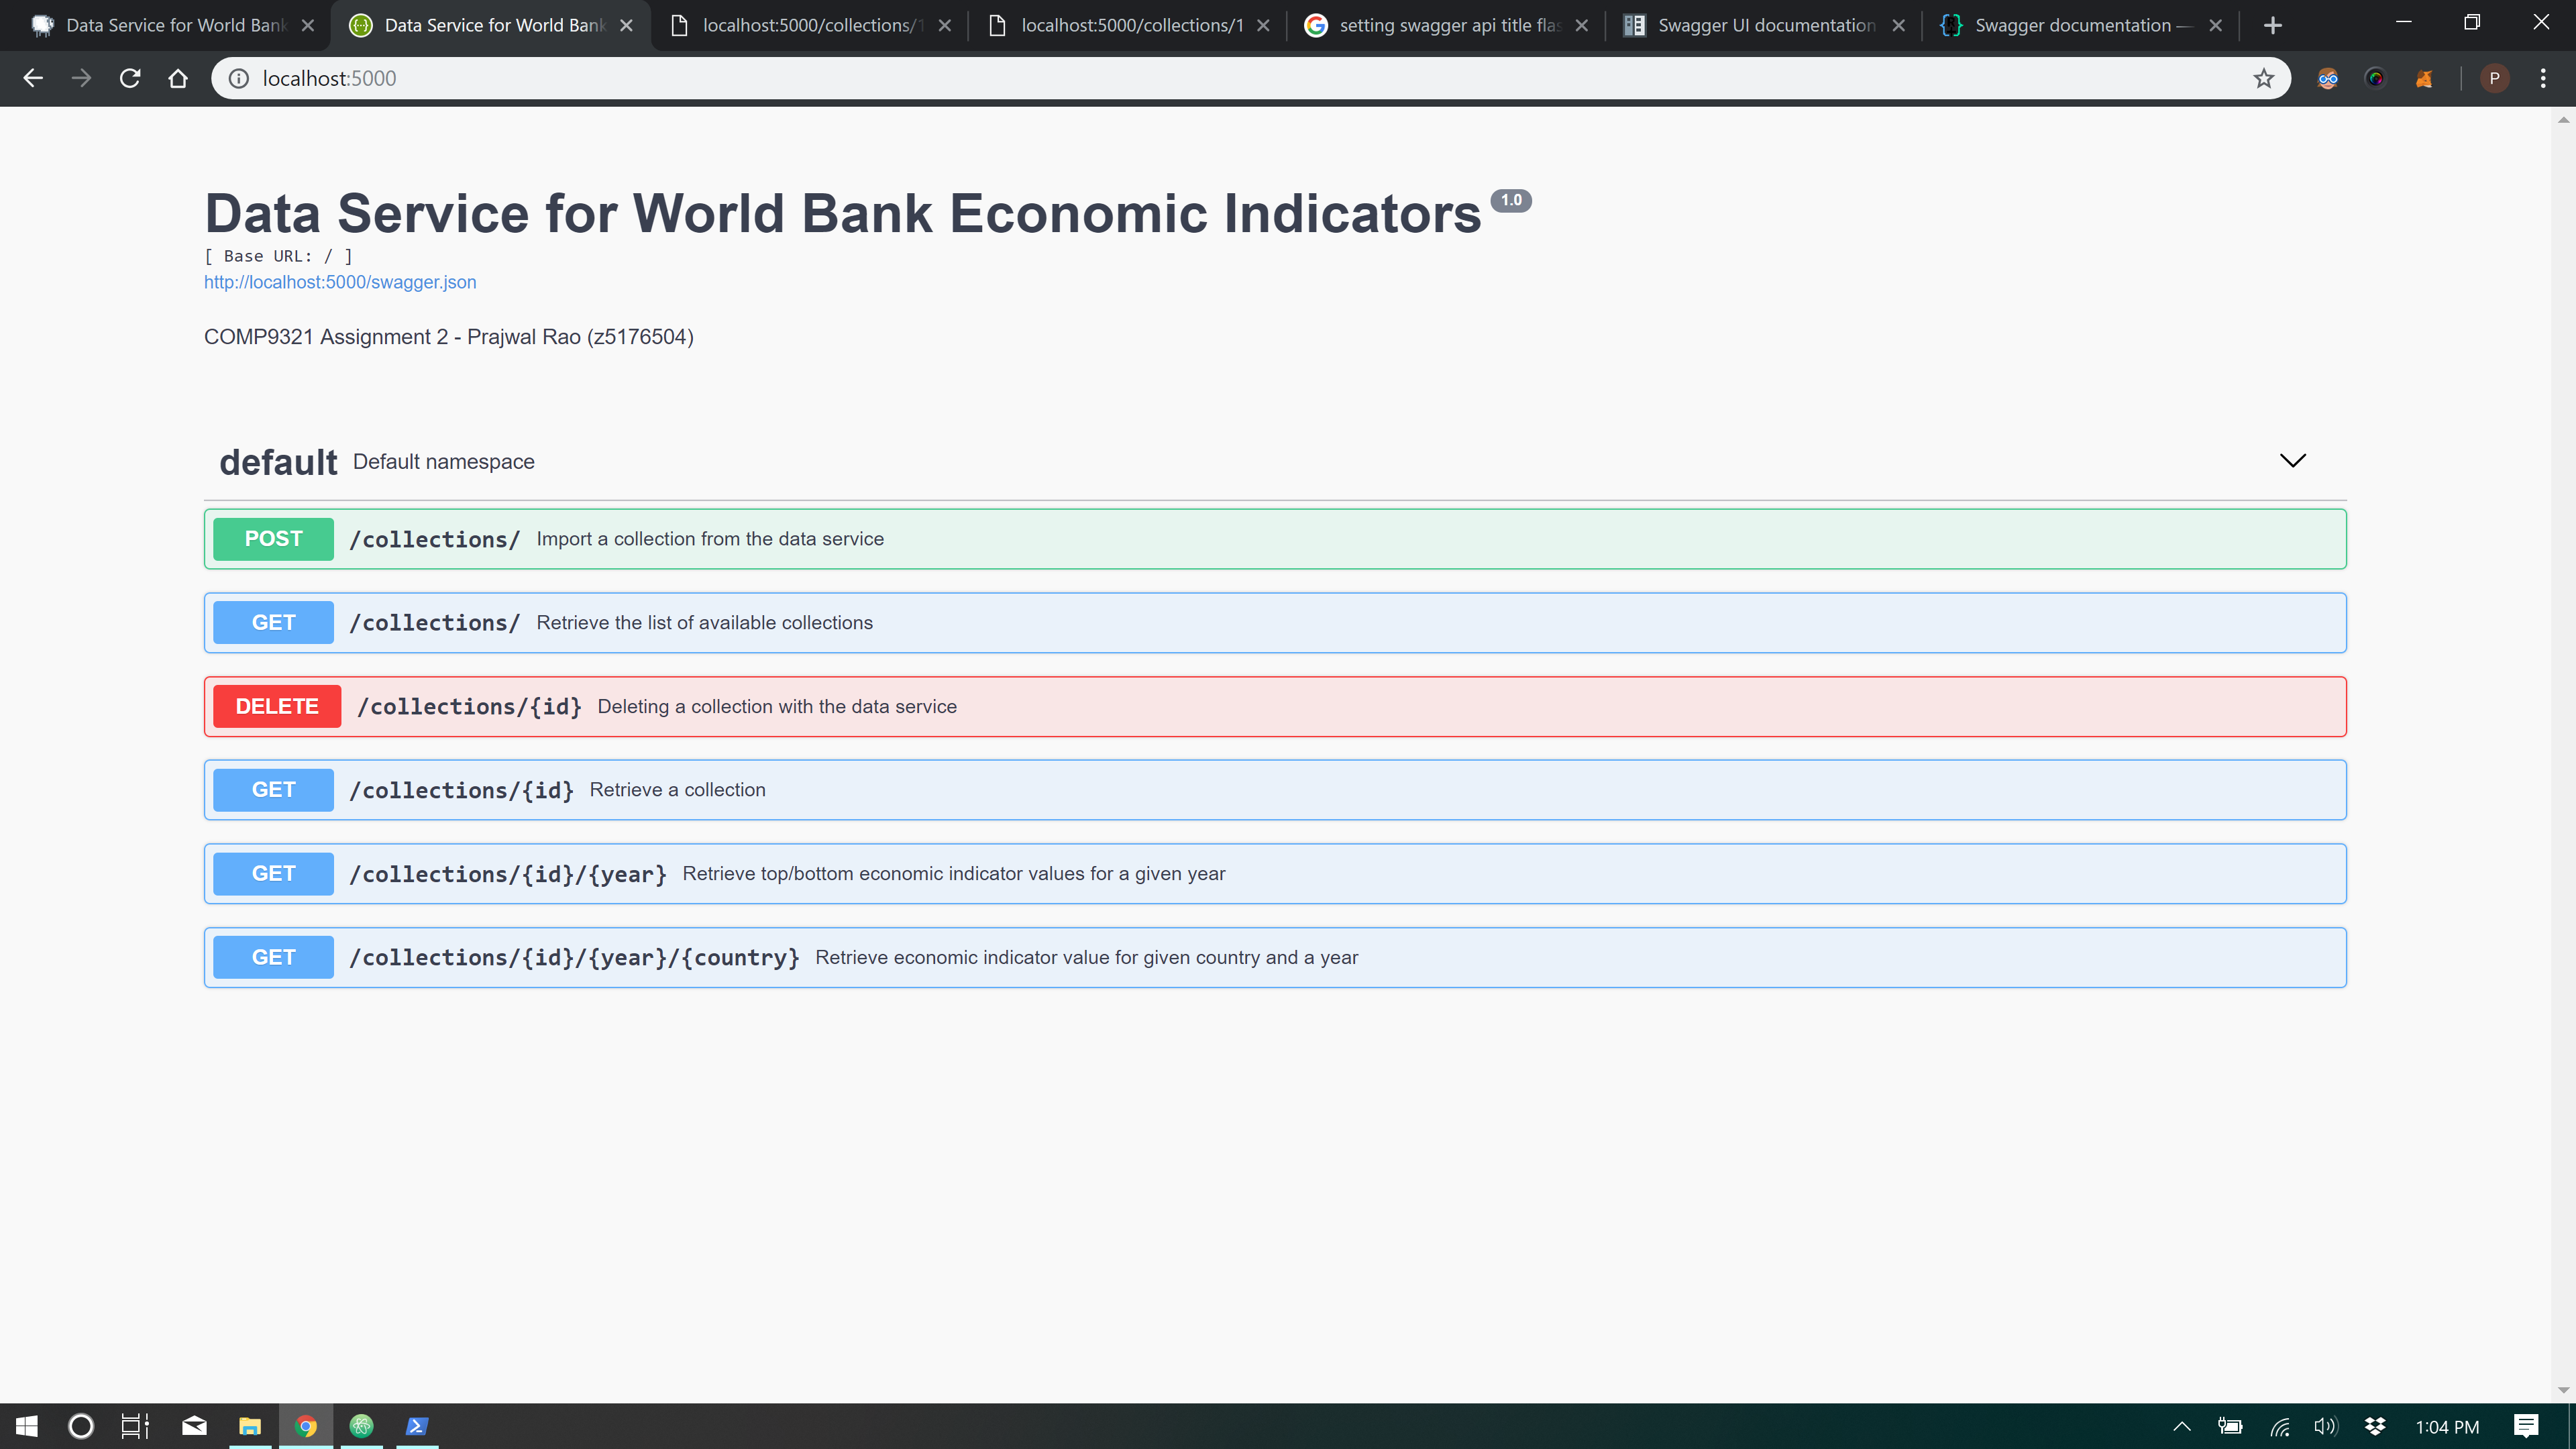 Data Service for World Bank
Data Service for World Bank
localhost:5000/collections/1
localhost:5000/collections/1
setting swagger api title flas
Swagger UI documentation
Swagger documentation —
localhost:5000
P
Data Service for World Bank Economic Indicators 1.0
[ Base URL: / ]
http://localhost:5000/swagger.json
COMP9321 Assignment 2 - Prajwal Rao (z5176504)
default Default namespace
POST /collections/ Import a collection from the data service
GET /collections/ Retrieve the list of available collections
DELETE /collections/{id} Deleting a collection with the data service
GET /collections/{id} Retrieve a collection
GET /collections/{id}/{year} Retrieve top/bottom economic indicator values for a given year
GET /collections/{id}/{year}/{country} Retrieve economic indicator value for given country and a year
1:04 PM